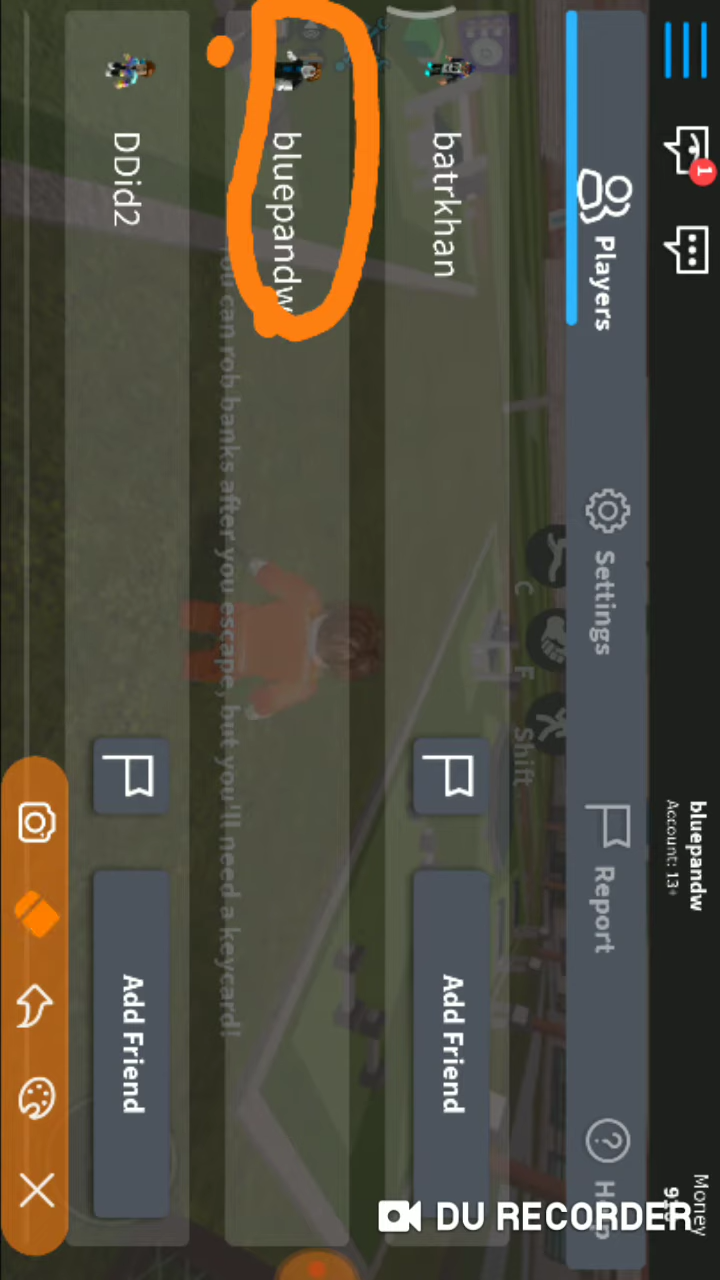 1
bluepandw
Account: 13+
Money
Players
Settings
Report
C
F
Shift
batrkhan
Add Friend
bluepandw
You can rob banks after you escape, but you'll need a keycard!
DDid2
Add Friend
DU RECORDER